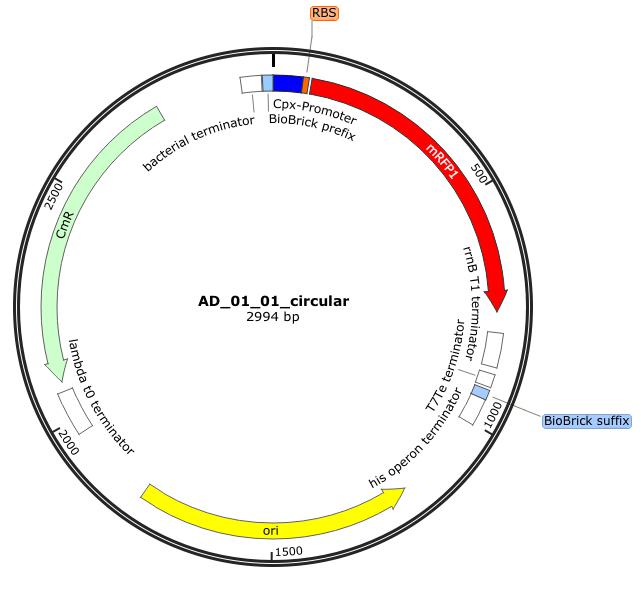 RBS
Cpx-Promoter
BioBrick prefix
bacterial terminator
mRFP1
500
2500
CmR
rrnB T1 terminator
AD_01_01_circular
2994 bp
T7Te terminator
lambda t0 terminator
his operon terminator
1000
BioBrick suffix
2000
ori
1500